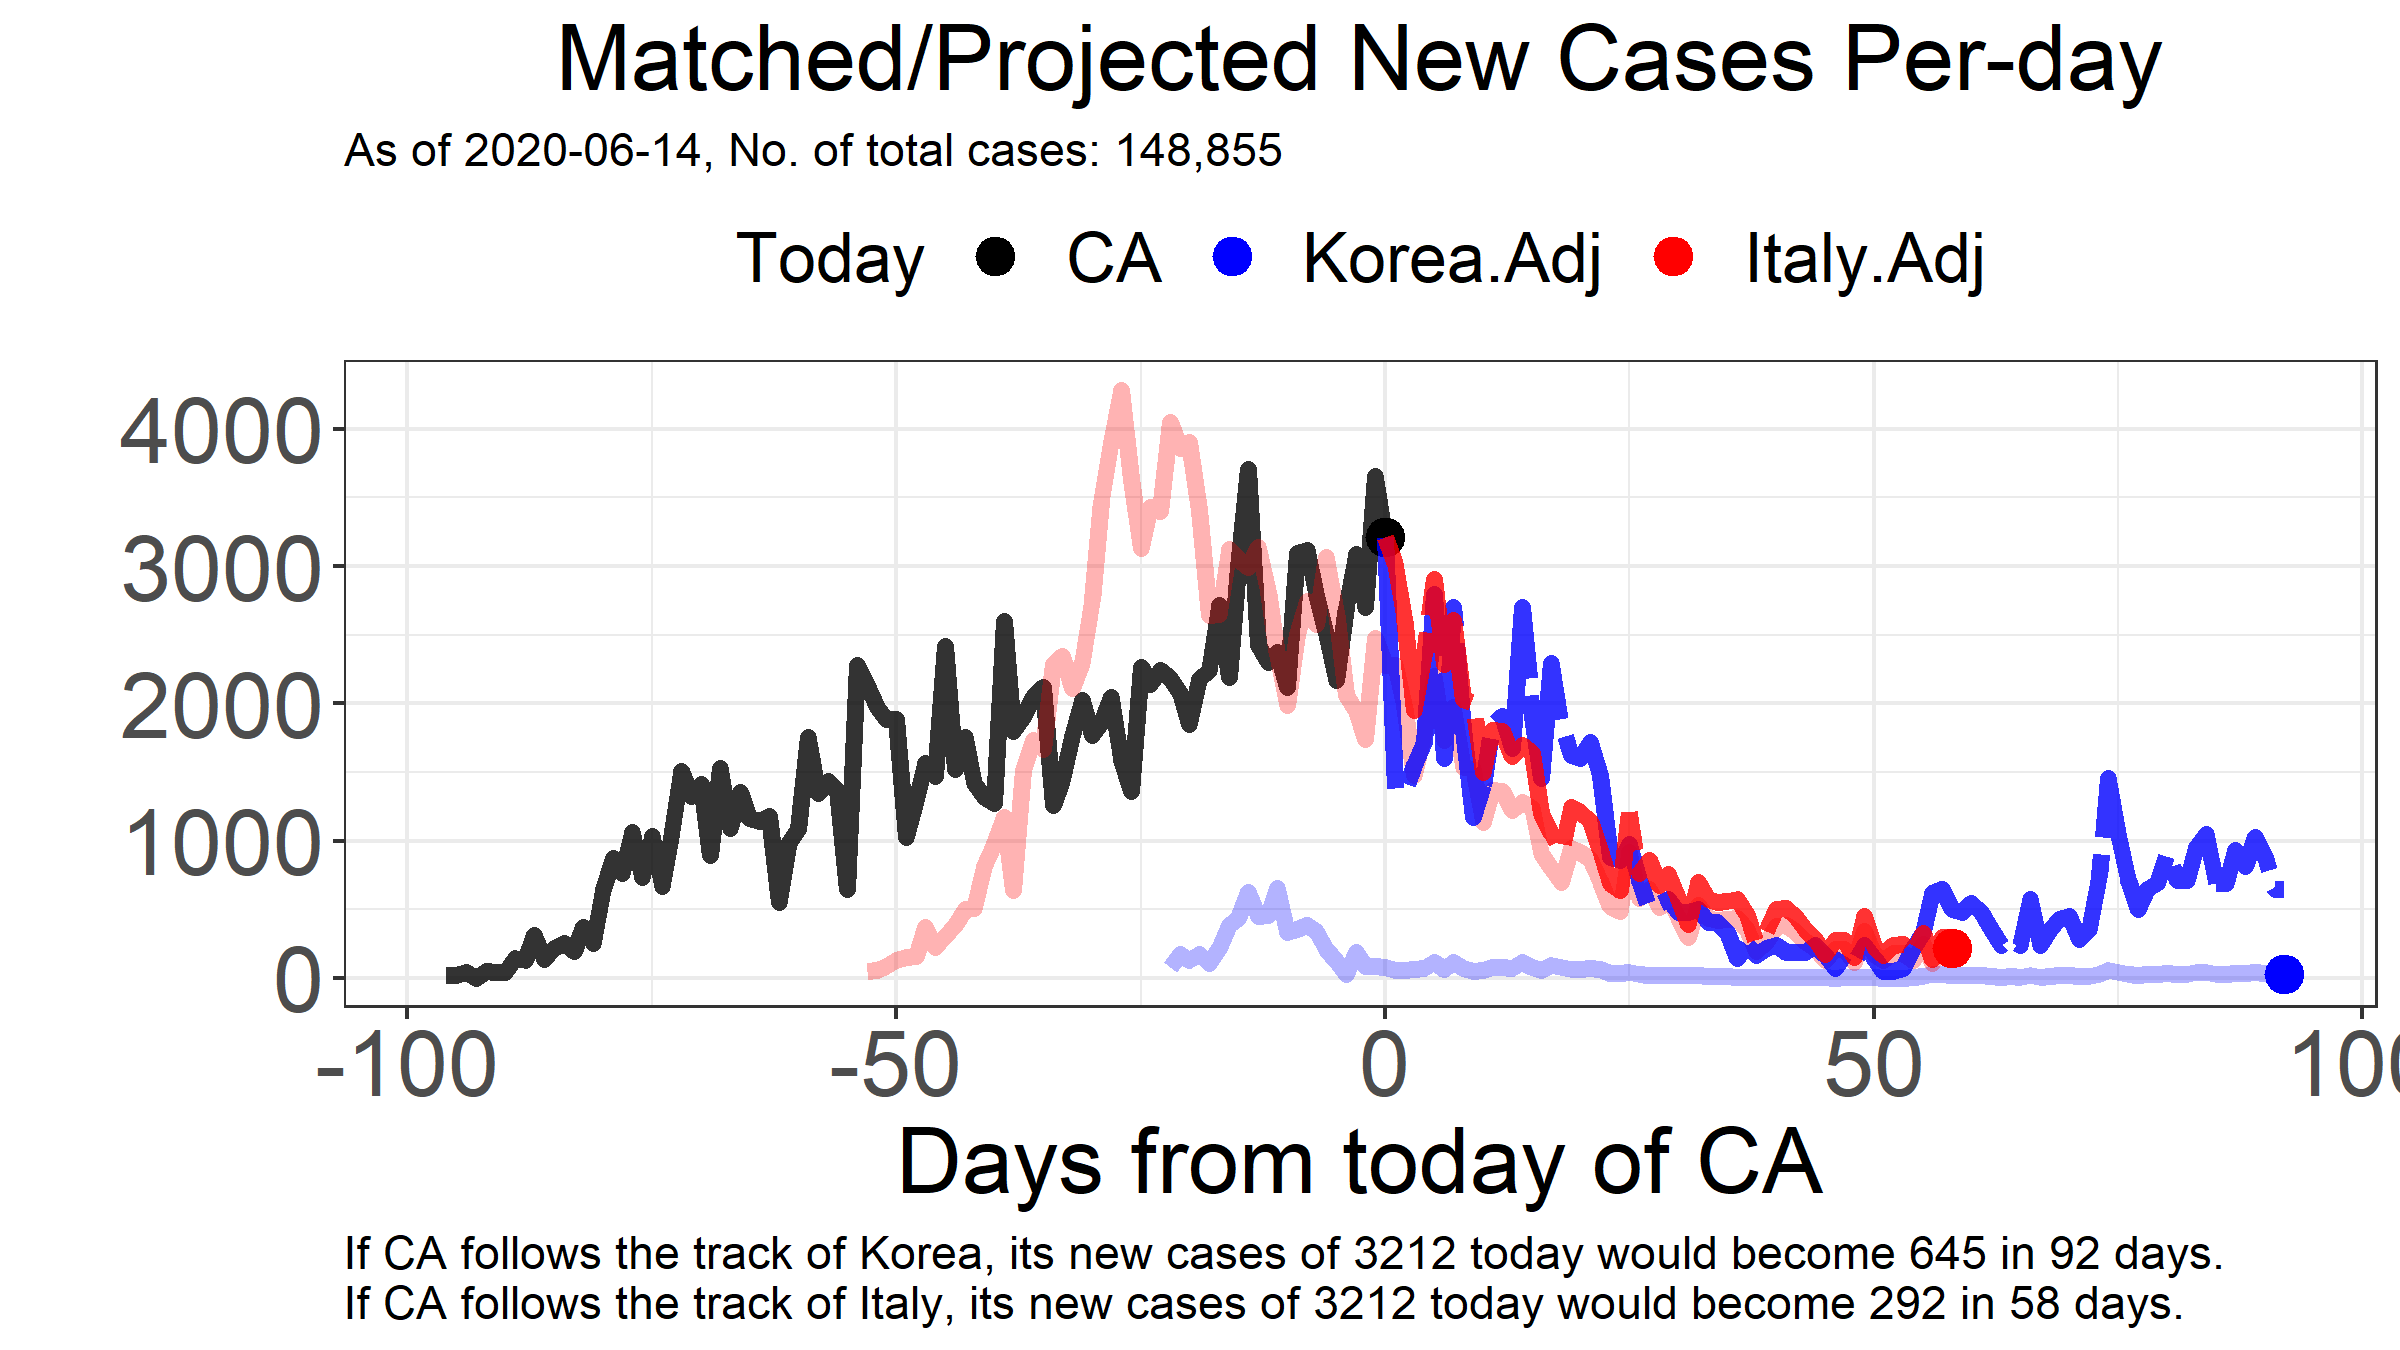 Matched/Projected New Cases Per-day
As of 2020-06-14, No. of total cases: 148,855
Today CA Korea.Adj Italy.Adj
4000
3000
2000
1000
0
-100 -50 0 50 100
Days from today of CA
If CA follows the track of Korea, its new cases of 3212 today would become 645 in 92 days.
If CA follows the track of Italy, its new cases of 3212 today would become 292 in 58 days.